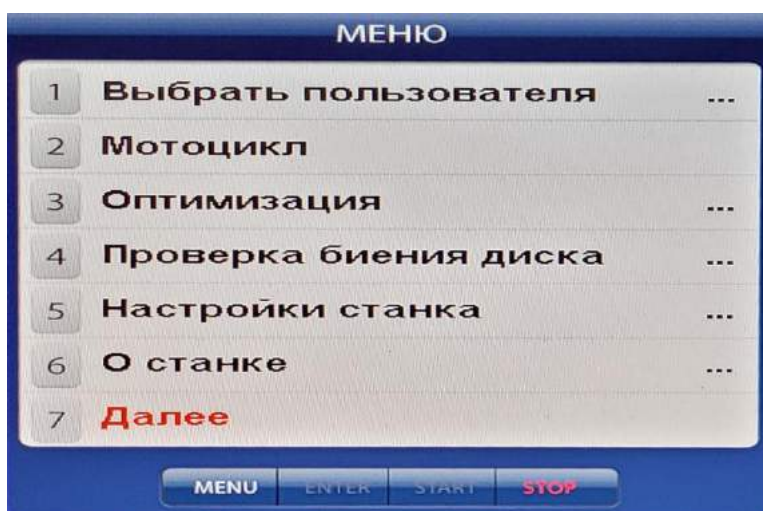 МЕНЮ
1 Выбрать пользователя ...
2 Мотоцикл
3 Оптимизация ...
4 Проверка биения диска ...
5 Настройки станка ...
6 О станке ...
7 Далее
MENU ENTER START STOP